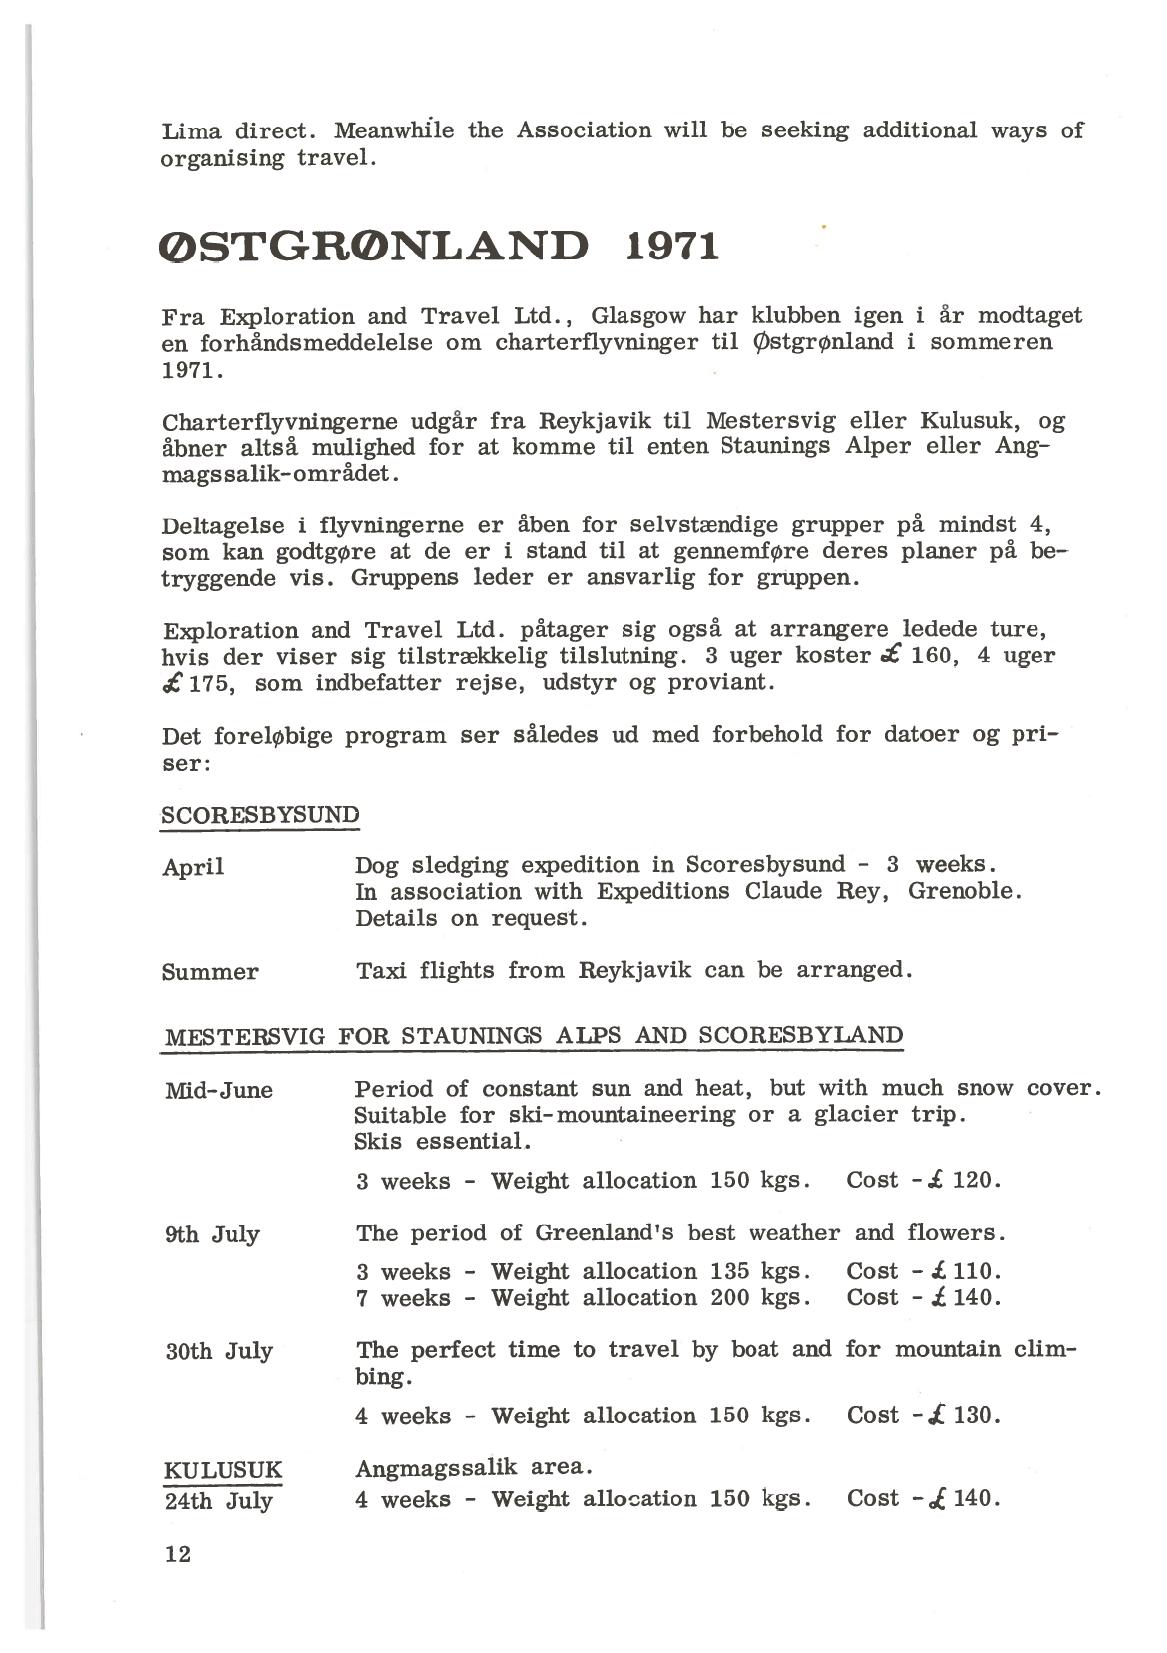 Lima direct. Meanwhile the Association will be seeking additional ways of
organising travel.
ØSTGRØNLAND 1971
Fra Exploration and Travel Ltd., Glasgow har klubben igen i år modtaget
en forhåndsmeddelelse om charterflyvninger til Østgrønland i sommeren
1971.
Charterflyvningerne udgår fra Reykjavik til Mestersvig eller Kulusuk, og
åbner altså mulighed for at komme til enten Staunings Alper eller Ang-
magssalik-området.
Deltagelse i flyvningerne er åben for selvstændige grupper på mindst 4,
som kan godtgøre at de er i stand til at gennemføre deres planer på be-
tryggende vis. Gruppens leder er ansvarlig for gruppen.
Exploration and Travel Ltd. påtager sig også at arrangere ledede ture,
hvis der viser sig tilstrækkelig tilslutning. 3 uger koster £ 160, 4 uger
£ 175, som indbefatter rejse, udstyr og proviant.
Det foreløbige program ser således ud med forbehold for datoer og pri-
ser:
SCORESBYSUND
April Dog sledging expedition in Scoresbysund - 3 weeks.
In association with Expeditions Claude Rey, Grenoble.
Details on request.
Summer Taxi flights from Reykjavik can be arranged.
MESTERSVIG FOR STAUNINGS ALPS AND SCORESBYLAND
Mid-June Period of constant sun and heat, but with much snow cover.
Suitable for ski-mountaineering or a glacier trip.
Skis essential.
3 weeks - Weight allocation 150 kgs. Cost - £ 120.
9th July The period of Greenland's best weather and flowers.
3 weeks - Weight allocation 135 kgs. Cost - £ 110.
7 weeks - Weight allocation 200 kgs. Cost - £ 140.
30th July The perfect time to travel by boat and for mountain clim-
bing.
4 weeks - Weight allocation 150 kgs. Cost - £ 130.
KULUSUK Angmagssalik area.
24th July 4 weeks - Weight allocation 150 kgs. Cost - £ 140.
12